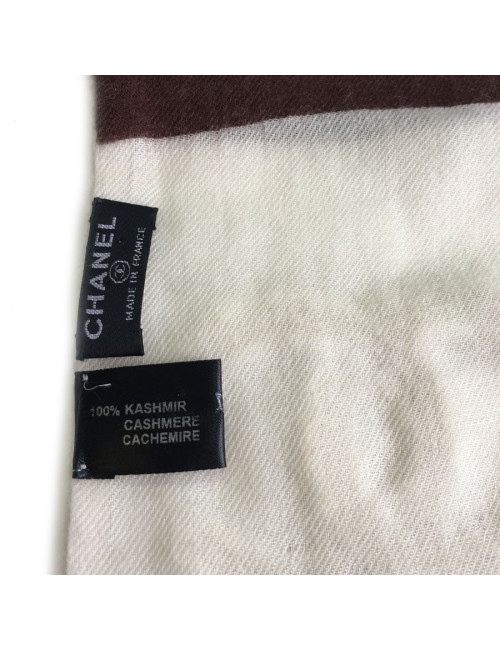 CHANEL
MADE IN FRANCE
100% KASHMIR
CASHMERE
CACHEMIRE